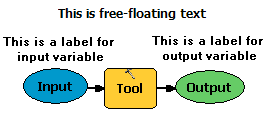 This is free-floating text
This is a label for
input variable
This is a label for
output variable
Input
Tool
Output